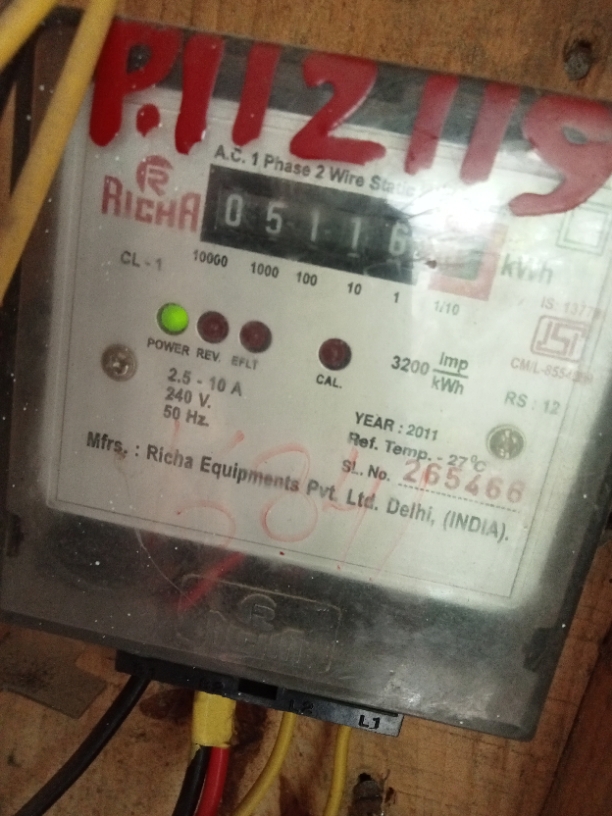 P.112119
A.C. 1 Phase 2 Wire Static
RICHA
05116
kWh
CL - 1
10000 1000 100 10 1 1/10
POWER REV. EFLT
CAL.
3200 imp/kWh
RS : 12
2.5 - 10 A
240 V.
50 Hz.
YEAR : 2011
Ref. Temp. - 27°C
SL. No. 265466
Mfrs. : Richa Equipments Pvt. Ltd. Delhi, (INDIA).
L2 L1